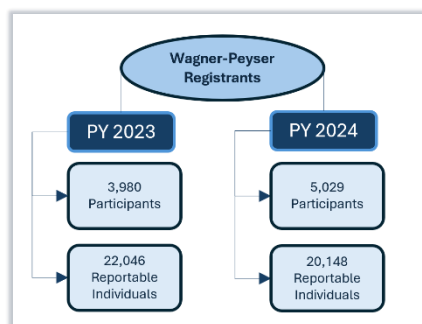 Wagner-Peyser
Registrants
PY 2023
PY 2024
3,980
Participants
5,029
Participants
22,046
Reportable
Individuals
20,148
Reportable
Individuals